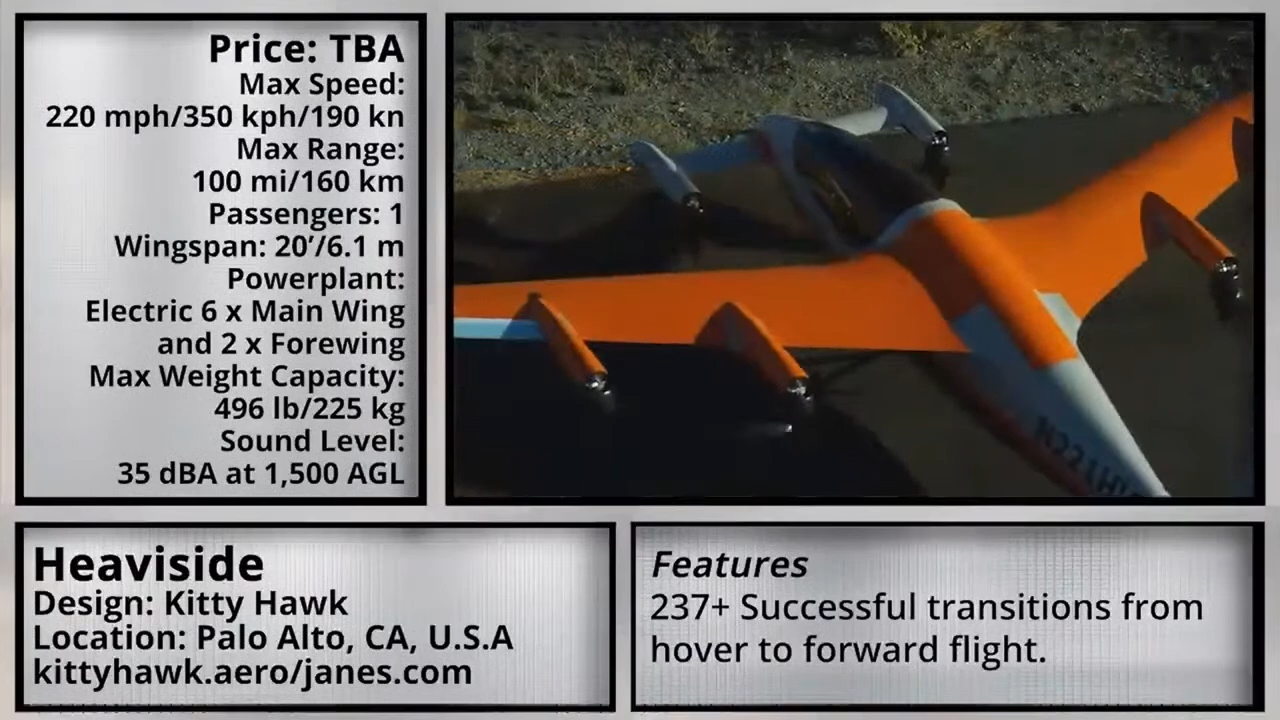 Price: TBA
Max Speed:
220 mph/350 kph/190 kn
Max Range:
100 mi/160 km
Passengers: 1
Wingspan: 20’/6.1 m
Powerplant:
Electric 6 x Main Wing
and 2 x Forewing
Max Weight Capacity:
496 lb/225 kg
Sound Level:
35 dBA at 1,500 AGL
Heaviside
Design: Kitty Hawk
Location: Palo Alto, CA, U.S.A
kittyhawk.aero/janes.com
Features
237+ Successful transitions from
hover to forward flight.